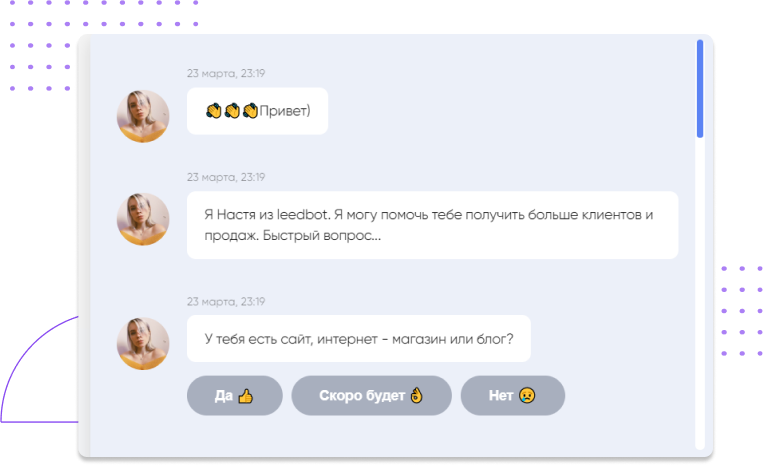 23 марта, 23:19
👏👏👏Привет)
23 марта, 23:19
Я Настя из leedbot. Я могу помочь тебе получить больше клиентов и
продаж. Быстрый вопрос...
23 марта, 23:19
У тебя есть сайт, интернет - магазин или блог?
Да 👍 Скоро будет 👌 Нет 😢